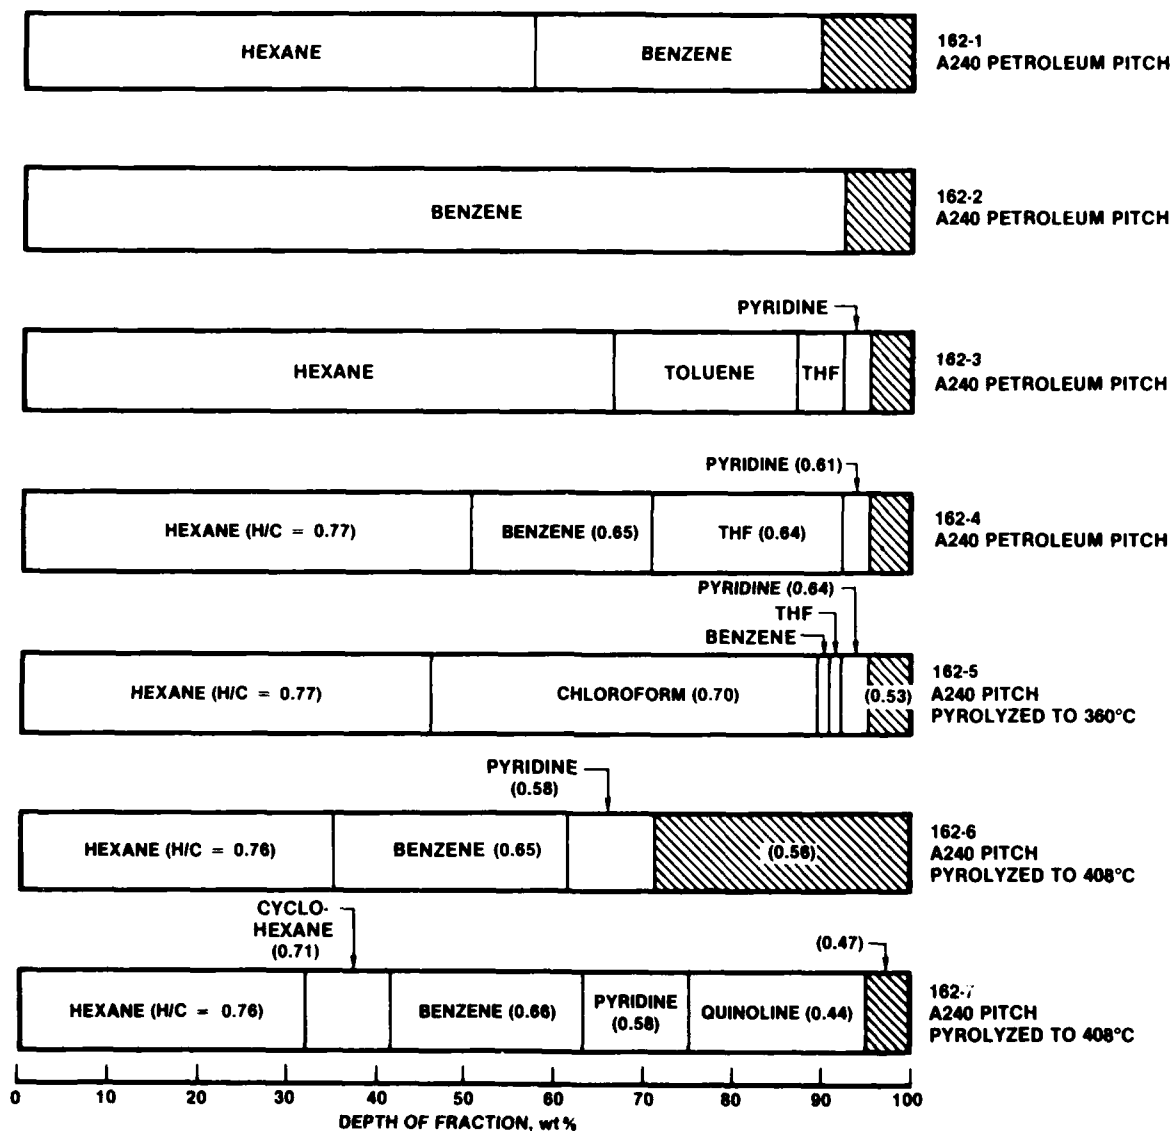 HEXANE
BENZENE
162-1
A240 PETROLEUM PITCH
BENZENE
162-2
A240 PETROLEUM PITCH
PYRIDINE
HEXANE
TOLUENE
THF
162-3
A240 PETROLEUM PITCH
PYRIDINE (0.61)
HEXANE (H/C = 0.77)
BENZENE (0.65)
THF (0.64)
162-4
A240 PETROLEUM PITCH
PYRIDINE (0.64)
THF
BENZENE
HEXANE (H/C = 0.77)
CHLOROFORM (0.70)
(0.53)
162-5
A240 PITCH
PYROLYZED TO 360°C
PYRIDINE
(0.58)
HEXANE (H/C = 0.76)
BENZENE (0.65)
(0.56)
162-6
A240 PITCH
PYROLYZED TO 408°C
CYCLO-
HEXANE
(0.71)
(0.47)
HEXANE (H/C = 0.76)
BENZENE (0.66)
PYRIDINE
(0.58)
QUINOLINE (0.44)
162-7
A240 PITCH
PYROLYZED TO 408°C
0 10 20 30 40 50 60 70 80 90 100
DEPTH OF FRACTION, wt%